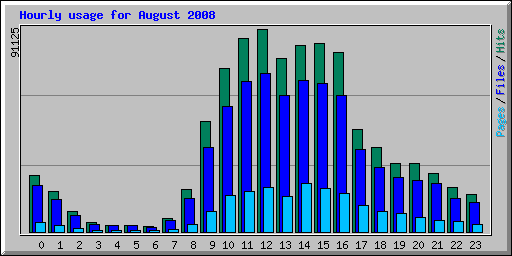 Hourly usage for August 2008
91125
Pages/Files/Hits
0 1 2 3 4 5 6 7 8 9 10 11 12 13 14 15 16 17 18 19 20 21 22 23